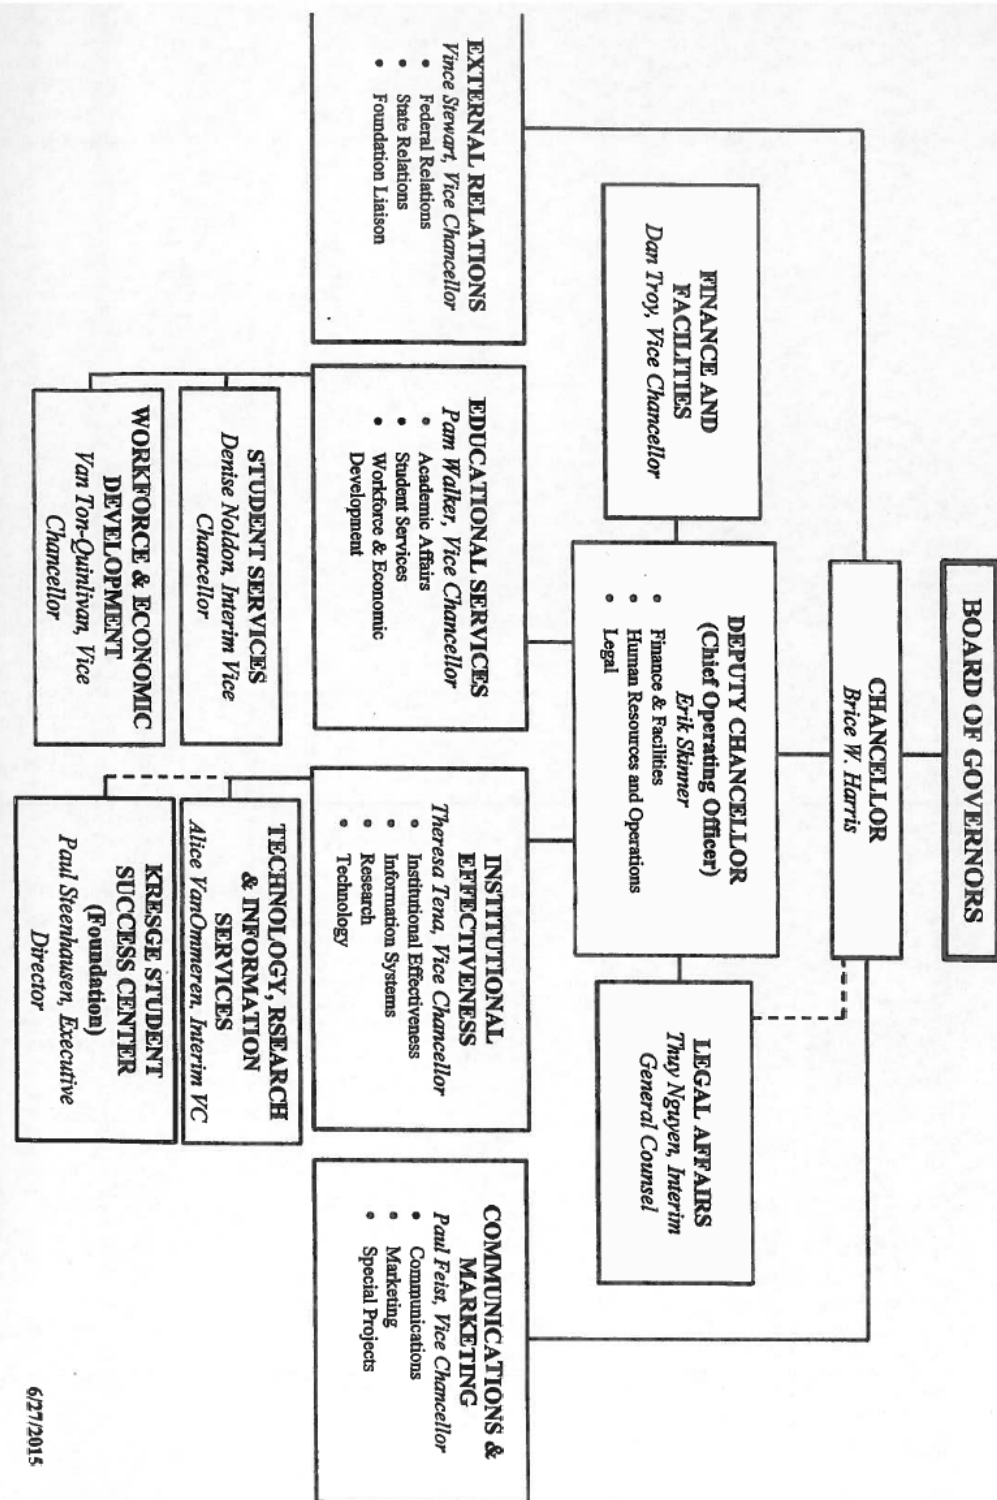 BOARD OF GOVERNORS
CHANCELLOR
Brice W. Harris
DEPUTY CHANCELLOR
(Chief Operating Officer)
Erik Skinner
• Finance & Facilities
• Human Resources and Operations
• Legal
FINANCE AND
FACILITIES
Dan Troy, Vice Chancellor
LEGAL AFFAIRS
Thuy Nguyen, Interim
General Counsel
EXTERNAL RELATIONS
Vince Stewart, Vice Chancellor
• Federal Relations
• State Relations
• Foundation Liaison
EDUCATIONAL SERVICES
Pam Walker, Vice Chancellor
• Academic Affairs
• Student Services
• Workforce & Economic
Development
INSTITUTIONAL
EFFECTIVENESS
Theresa Tena, Vice Chancellor
• Institutional Effectiveness
• Information Systems
• Research
• Technology
COMMUNICATIONS &
MARKETING
Paul Feist, Vice Chancellor
• Communications
• Marketing
• Special Projects
STUDENT SERVICES
Denise Noldon, Interim Vice
Chancellor
WORKFORCE & ECONOMIC
DEVELOPMENT
Van Ton-Quinlivan, Vice
Chancellor
TECHNOLOGY, RSEARCH
& INFORMATION
SERVICES
Alice VanOmmeren, Interim VC
KRESGE STUDENT
SUCCESS CENTER
(Foundation)
Paul Steenhausen, Executive
Director
6/27/2015